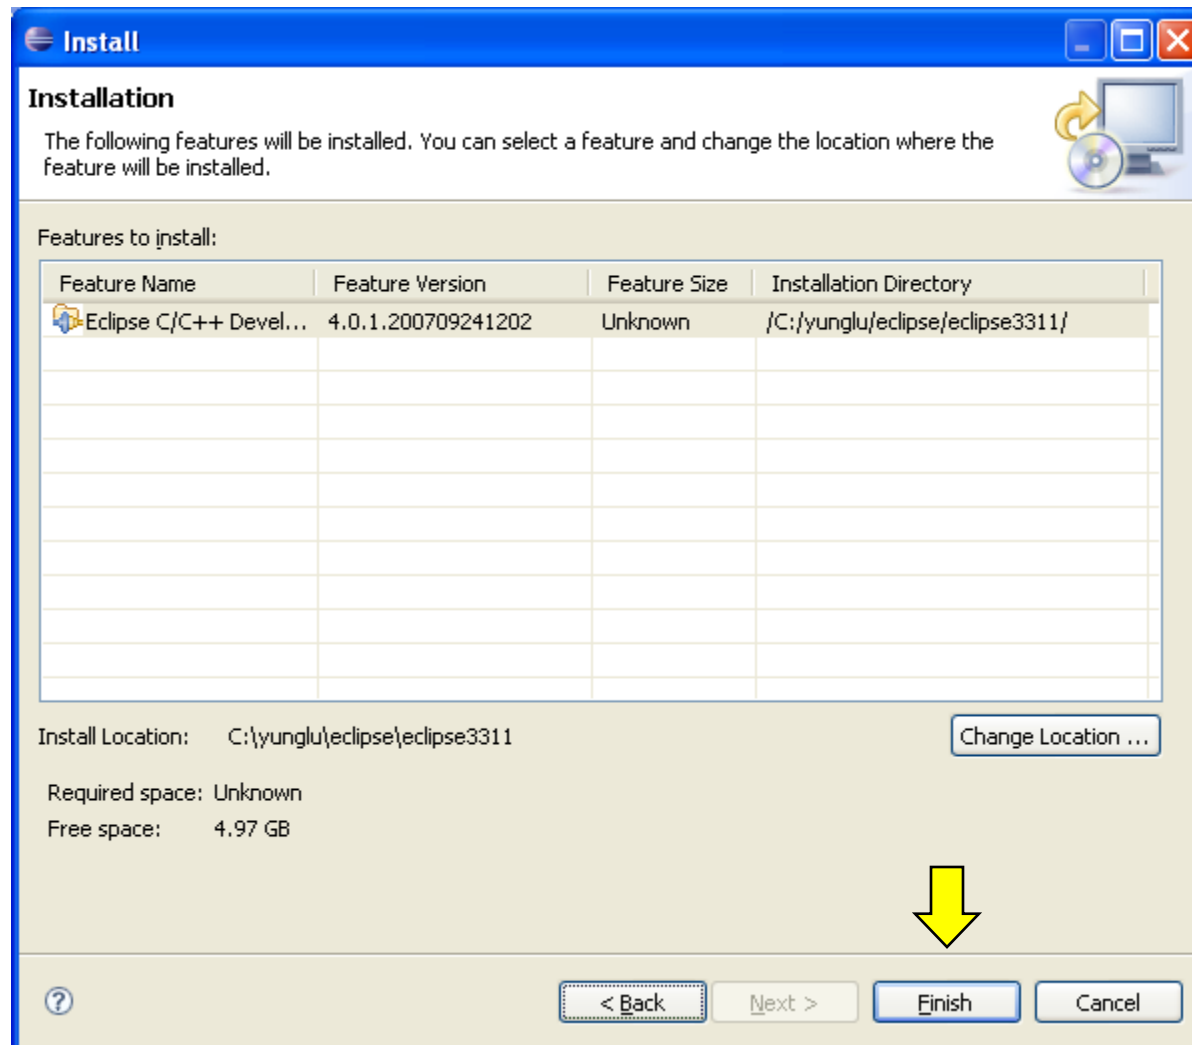 Install
Installation
The following features will be installed. You can select a feature and change the location where the
feature will be installed.
Features to install:
Feature Name Feature Version Feature Size Installation Directory
Eclipse C/C++ Devel... 4.0.1.200709241202 Unknown /C:/yunglu/eclipse/eclipse3311/
Install Location: C:\yunglu\eclipse\eclipse3311 Change Location ...
Required space: Unknown
Free space: 4.97 GB
? < Back Next > Finish Cancel